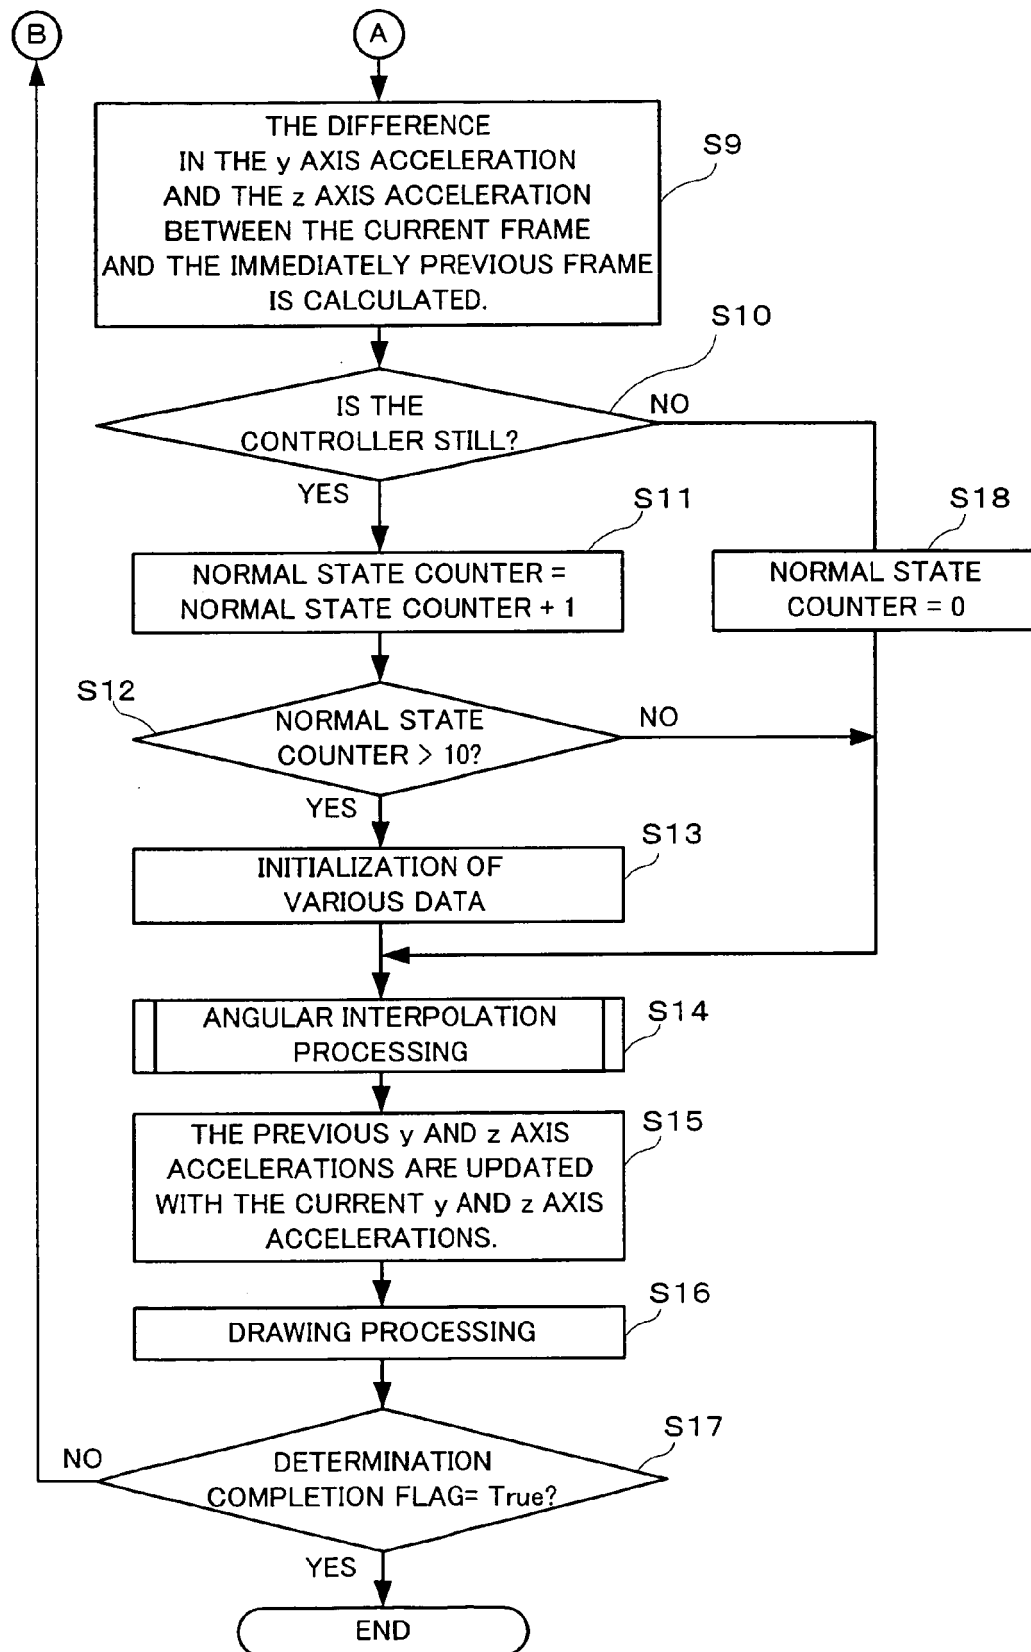 B
A
THE DIFFERENCE
IN THE y AXIS ACCELERATION
AND THE z AXIS ACCELERATION
BETWEEN THE CURRENT FRAME
AND THE IMMEDIATELY PREVIOUS FRAME
IS CALCULATED.
S9
S10
IS THE
CONTROLLER STILL?
NO
YES
S11
NORMAL STATE COUNTER =
NORMAL STATE COUNTER + 1
S18
NORMAL STATE
COUNTER = 0
S12
NORMAL STATE
COUNTER > 10?
NO
YES
S13
INITIALIZATION OF
VARIOUS DATA
ANGULAR INTERPOLATION
PROCESSING
S14
THE PREVIOUS y AND z AXIS
ACCELERATIONS ARE UPDATED
WITH THE CURRENT y AND z AXIS
ACCELERATIONS.
S15
S16
DRAWING PROCESSING
S17
NO
DETERMINATION
COMPLETION FLAG= True?
YES
END